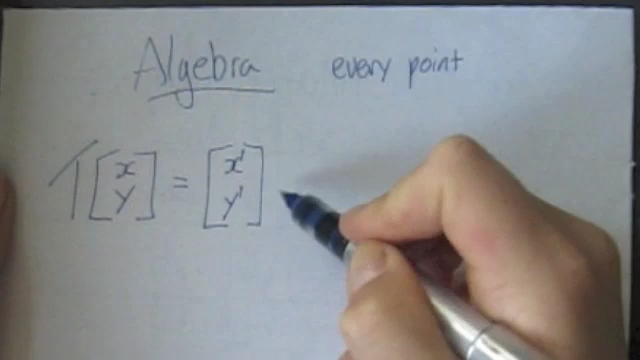 Algebra every point
T [x y] = [x' y']